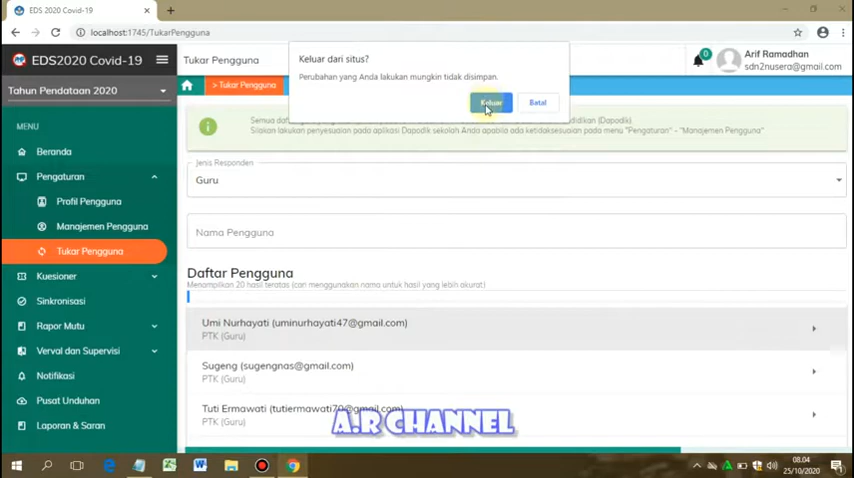 EDS2020 Covid-19
localhost:1745/TukarPengguna
EDS2020 Covid-19
Tukar Pengguna
Keluar dari situs?
Perubahan yang Anda lakukan mungkin tidak disimpan.
Keluar
Batal
0
Arif Ramadhan
sdn2nusera@gmail.com
Tahun Pendataan 2020
> Tukar Pengguna
MENU
Beranda
Pengaturan
Profil Pengguna
Manajemen Pengguna
Tukar Pengguna
Kuesioner
Sinkronisasi
Rapor Mutu
Verval dan Supervisi
Notifikasi
Pusat Unduhan
Laporan & Saran
Semua daf
didikan (Dapodik).
Silakan lakukan penyesuaian pada aplikasi Dapodik sekolah Anda apabila ada ketidaksesuaian pada menu "Pengaturan" - "Manajemen Pengguna"
Jenis Responden
Guru
Nama Pengguna
Daftar Pengguna
Menampilkan 20 hasil teratas (cari menggunakan nama untuk hasil yang lebih akurat)
Umi Nurhayati (uminurhayati47@gmail.com)
PTK (Guru)
Sugeng (sugengnas@gmail.com)
PTK (Guru)
Tuti Ermawati (tutiermawati70@gmail.com)
PTK (Guru)
A.R CHANNEL
08.04
25/10/2020